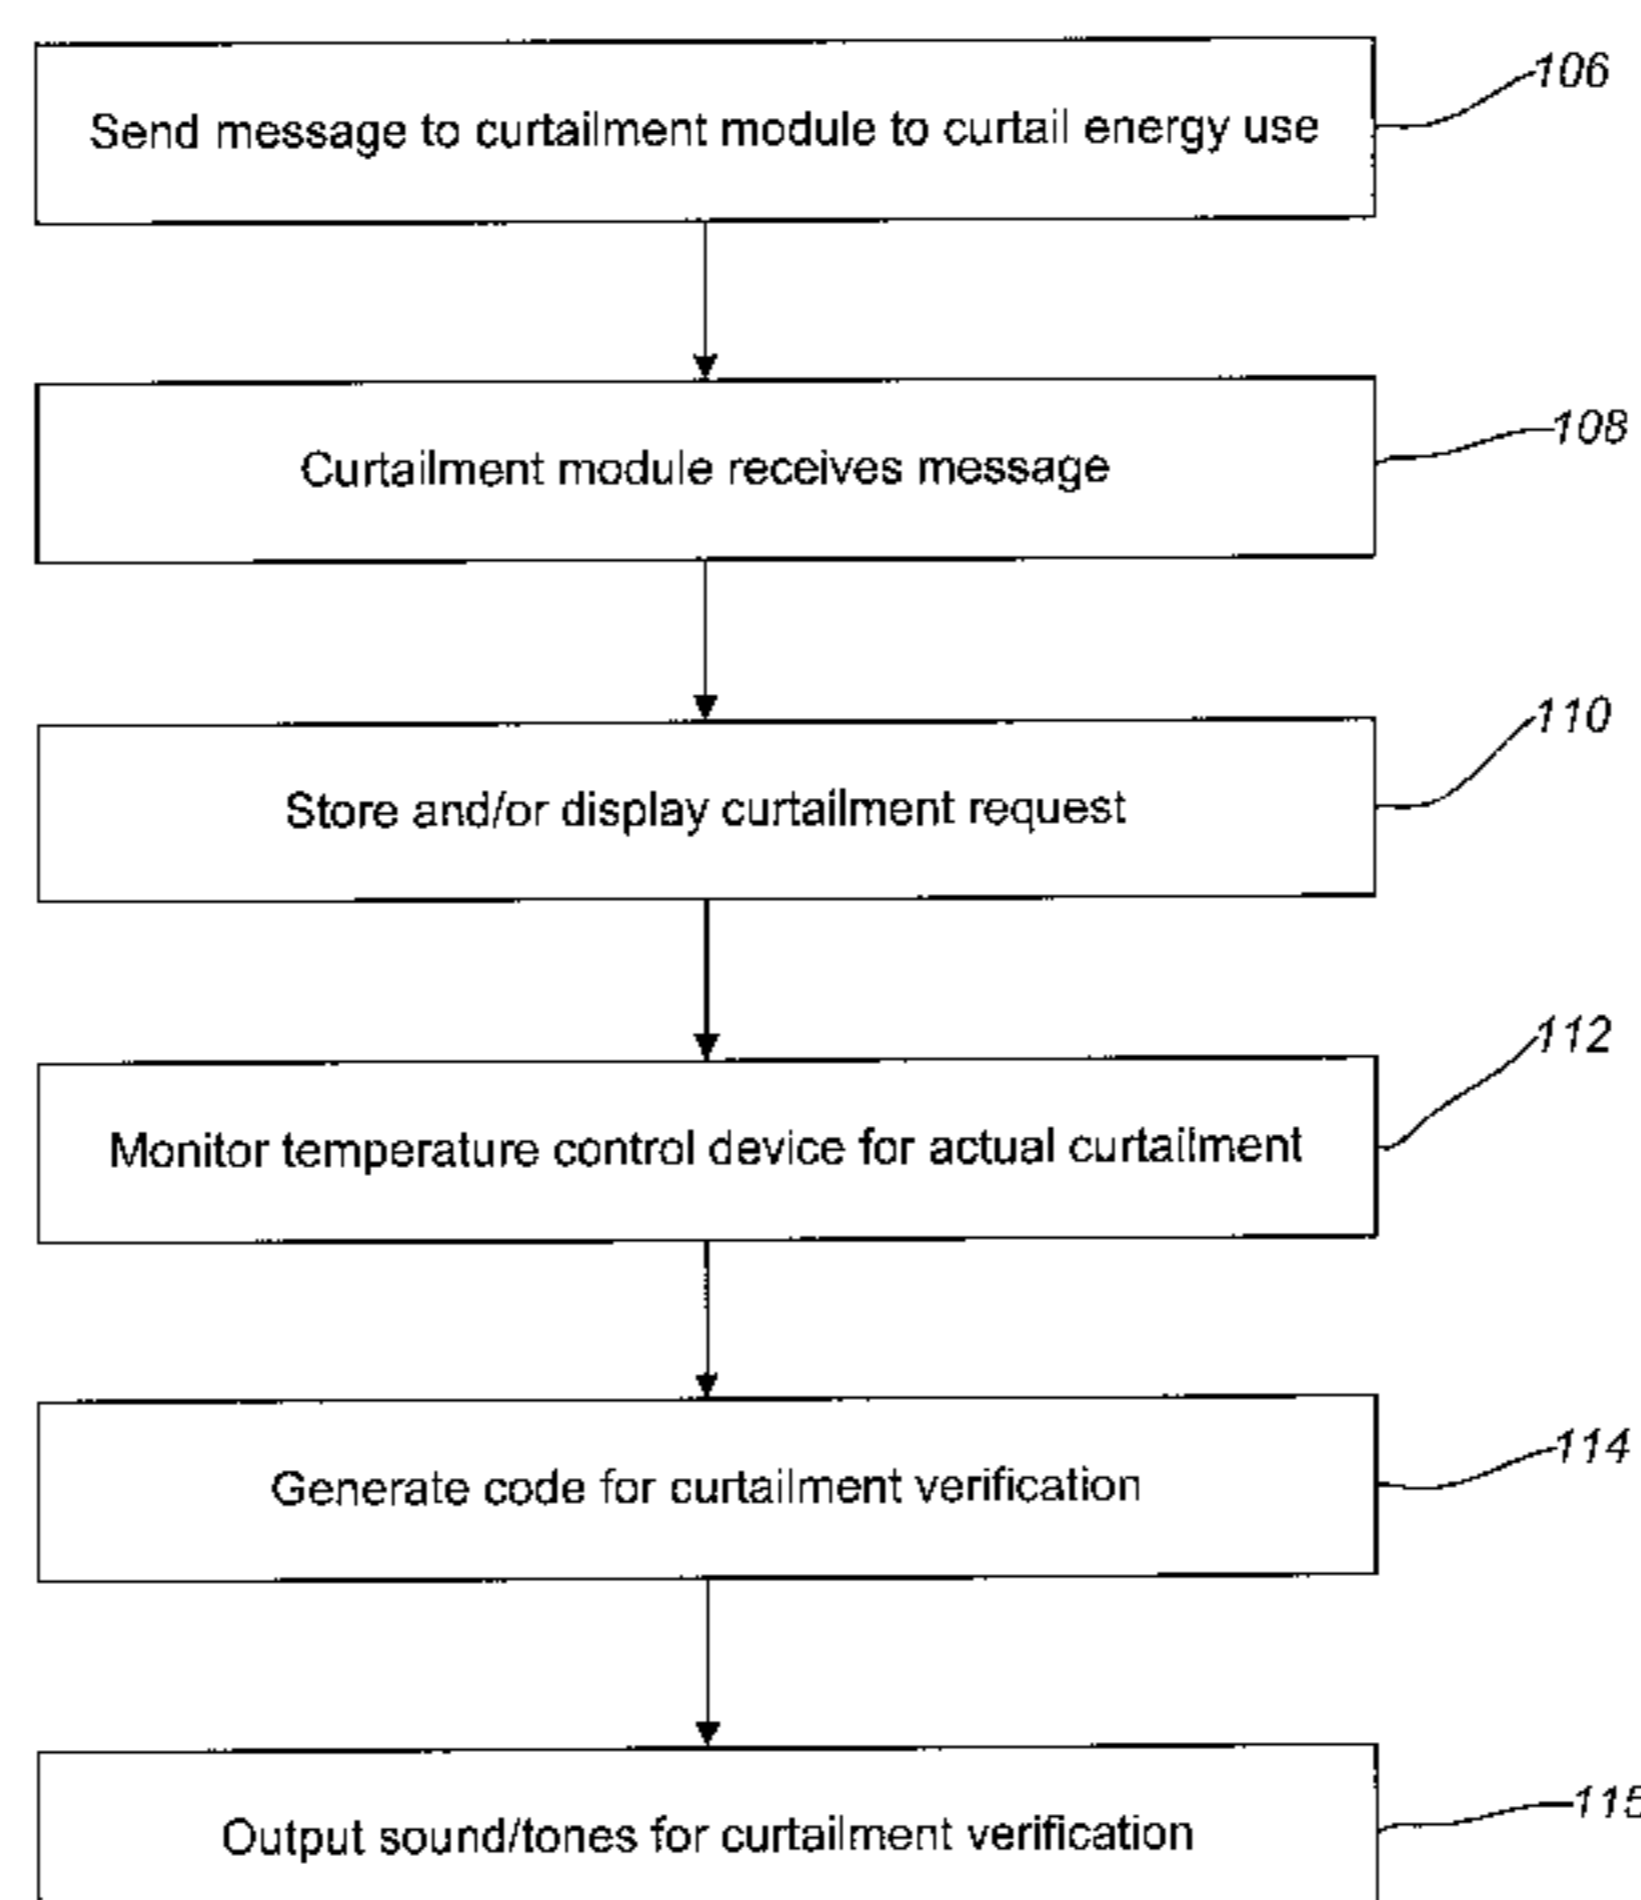 Send message to curtailment module to curtail energy use
106
Curtailment module receives message
108
Store and/or display curtailment request
110
Monitor temperature control device for actual curtailment
112
Generate code for curtailment verification
114
Output sound/tones for curtailment verification
115